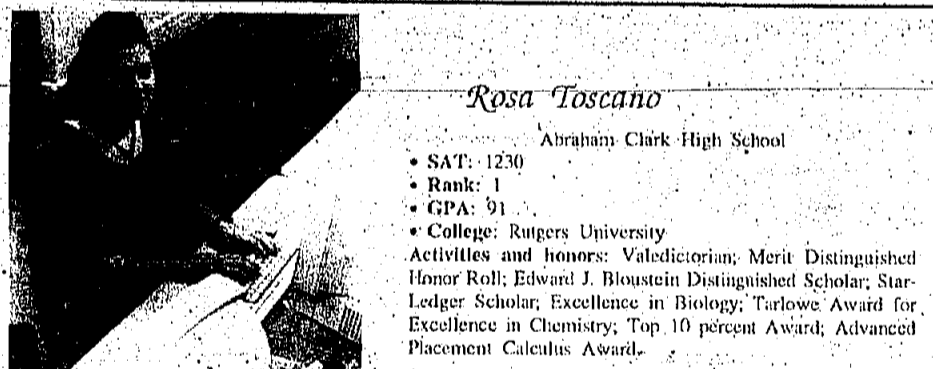 Rosa Toscano
Abraham Clark High School
• SAT: 1230
• Rank: 1
• GPA: 91
• College: Rutgers University
Activities and honors: Valedictorian; Merit Distinguished
Honor Roll; Edward J. Bloustein Distinguished Scholar; Star-
Ledger Scholar; Excellence in Biology; Tarlowe Award for
Excellence in Chemistry; Top 10 percent Award; Advanced
Placement Calculus Award.